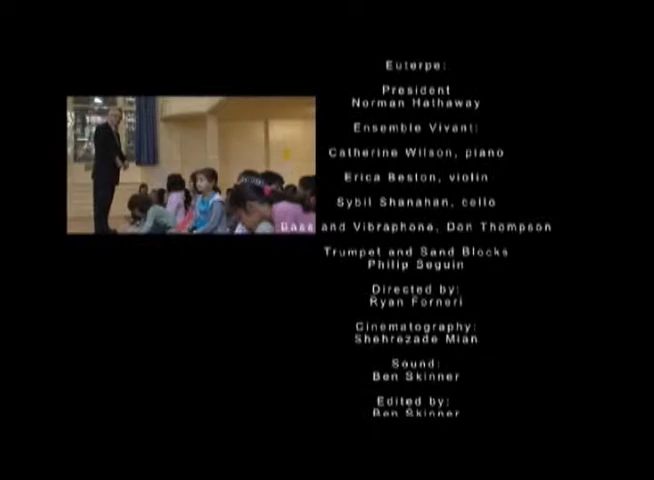 Euterpe:
President
Norman Hathaway
Ensemble Vivant:
Catherine Wilson, piano
Erica Beston, violin
Sybil Shanahan, cello
Bass and Vibraphone, Don Thompson
Trumpet and Sand Blocks
Philip Seguin
Directed by:
Ryan Forneri
Cinematography:
Shehrezade Mian
Sound:
Ben Skinner
Edited by:
Ben Skinner